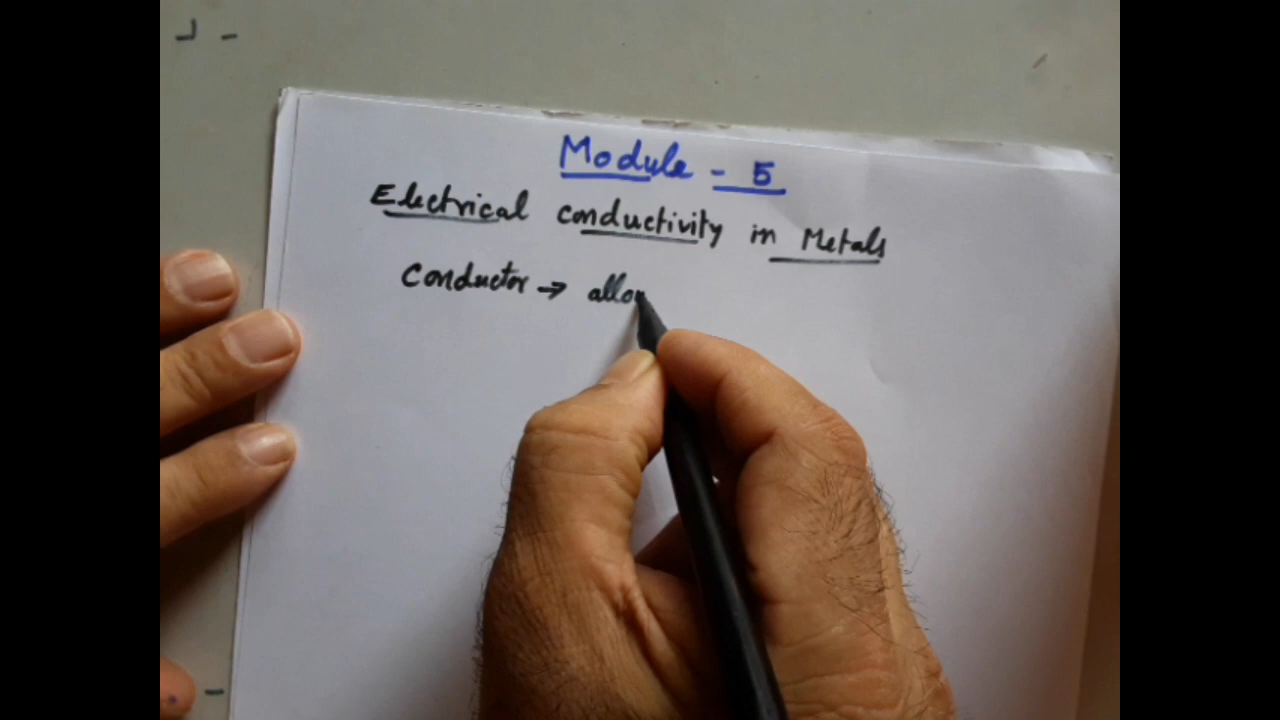 Module - 5
Electrical conductivity in Metals
Conductor → allo